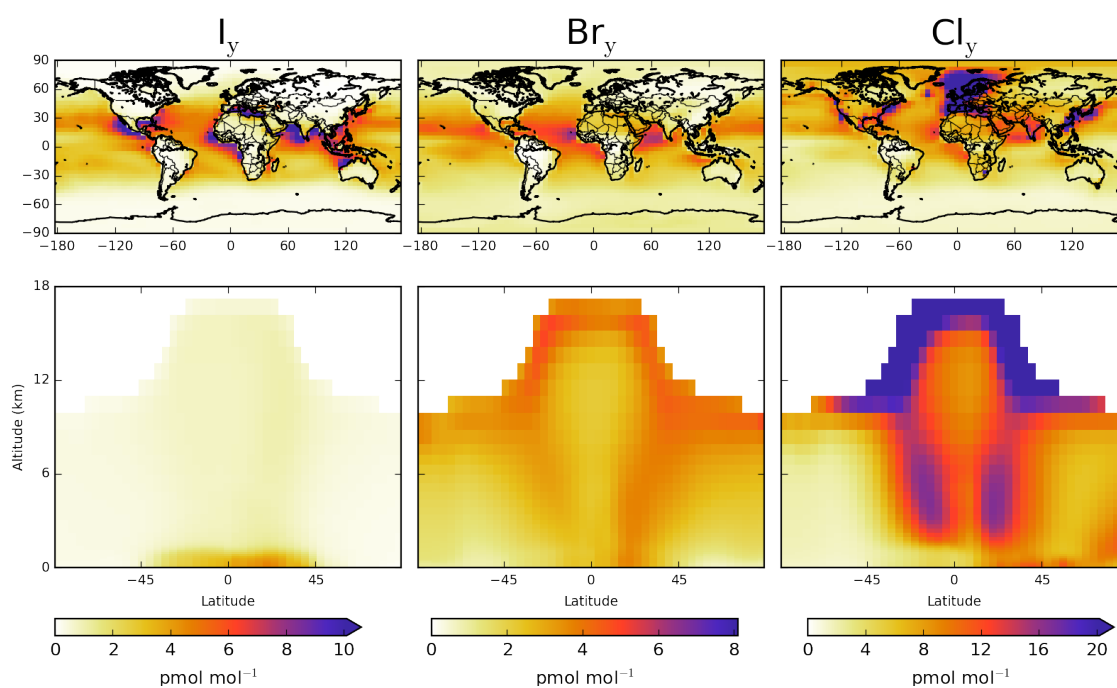 I_y Br_y Cl_y
90
60
30
0
−30
−60
−90
−180 −120 −60 0 60 120
−180 −120 −60 0 60 120
−180 −120 −60 0 60 120
18
12
6
0
Altitude (km)
−45 0 45
−45 0 45
−45 0 45
Latitude Latitude Latitude
0 2 4 6 8 10
0 2 4 6 8
0 4 8 12 16 20
pmol mol⁻¹ pmol mol⁻¹ pmol mol⁻¹